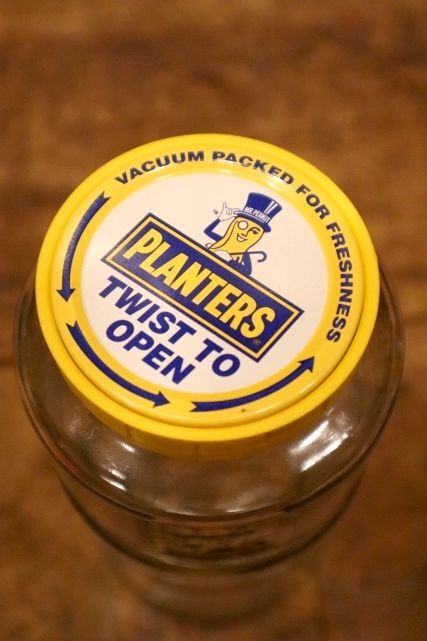 VACUUM PACKED FOR FRESHNESS
MR. PEANUT
PLANTERS
®
TWIST TO
OPEN